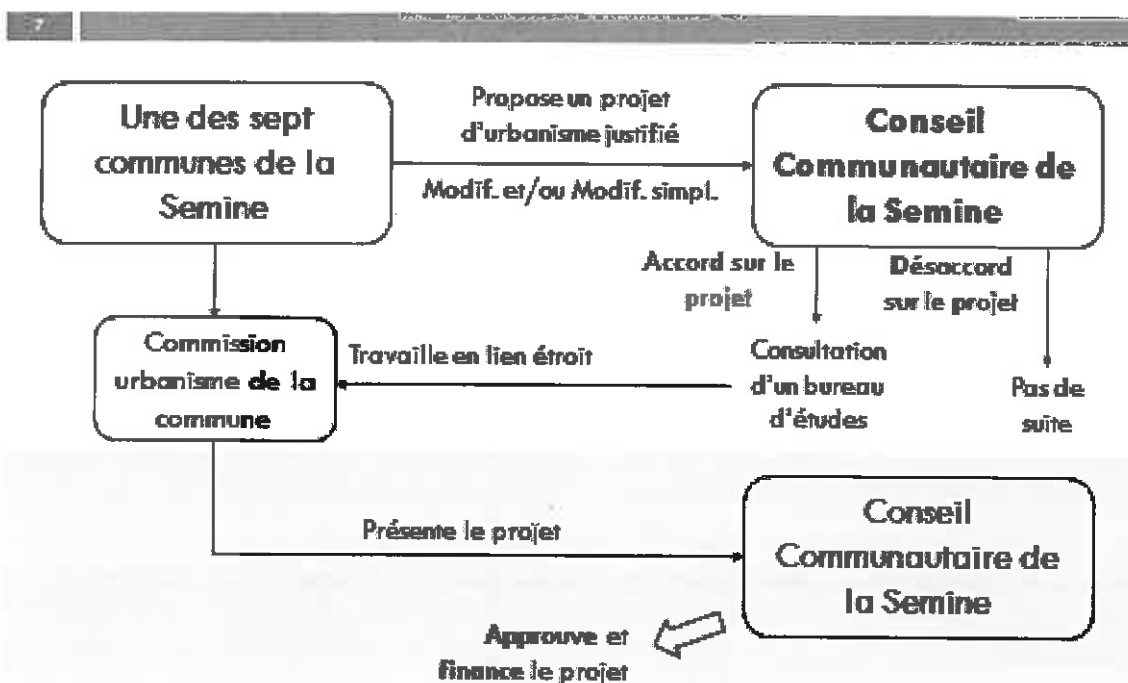 7
Une des sept
communes de la
Semine
Propose un projet
d'urbanisme justifié
Modif. et/ou Modif. simpl.
Conseil
Communautaire de
la Semine
Accord sur le
projet
Désaccord
sur le projet
Commission
urbanisme de la
commune
Travaille en lien étroit
Consultation
d'un bureau
d'études
Pas de
suite
Présente le projet
Conseil
Communautaire de
la Semine
Approuve et
finance le projet